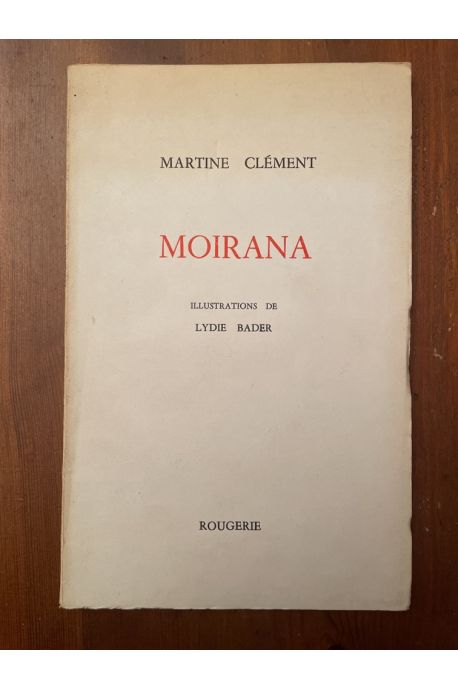 MARTINE CLÉMENT
MOIRANA
ILLUSTRATIONS DE
LYDIE BADER
ROUGERIE